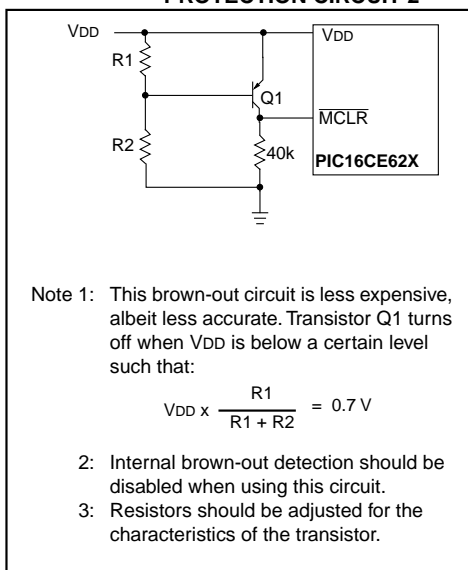 PROTECTION CIRCUIT 2
VDD
VDD
R1
Q1
MCLR
R2
40k
PIC16CE62X
Note 1: This brown-out circuit is less expensive,
albeit less accurate. Transistor Q1 turns
off when VDD is below a certain level
such that:
VDD x R1 / R1 + R2 = 0.7 V
2: Internal brown-out detection should be
disabled when using this circuit.
3: Resistors should be adjusted for the
characteristics of the transistor.